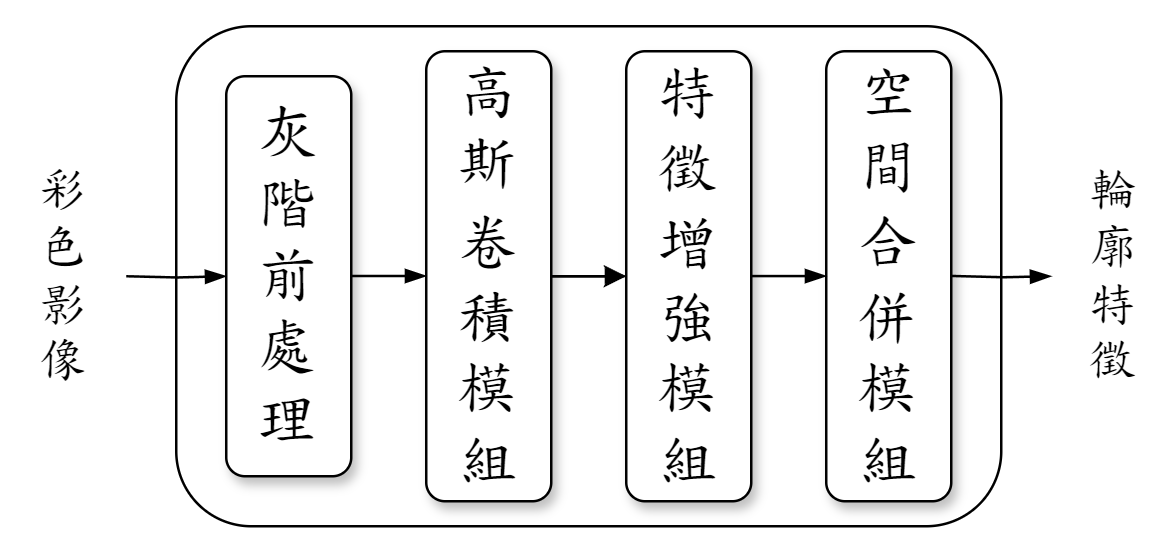 彩色影像
灰階前處理
高斯卷積模組
特徵增強模組
空間合併模組
輪廓特徵